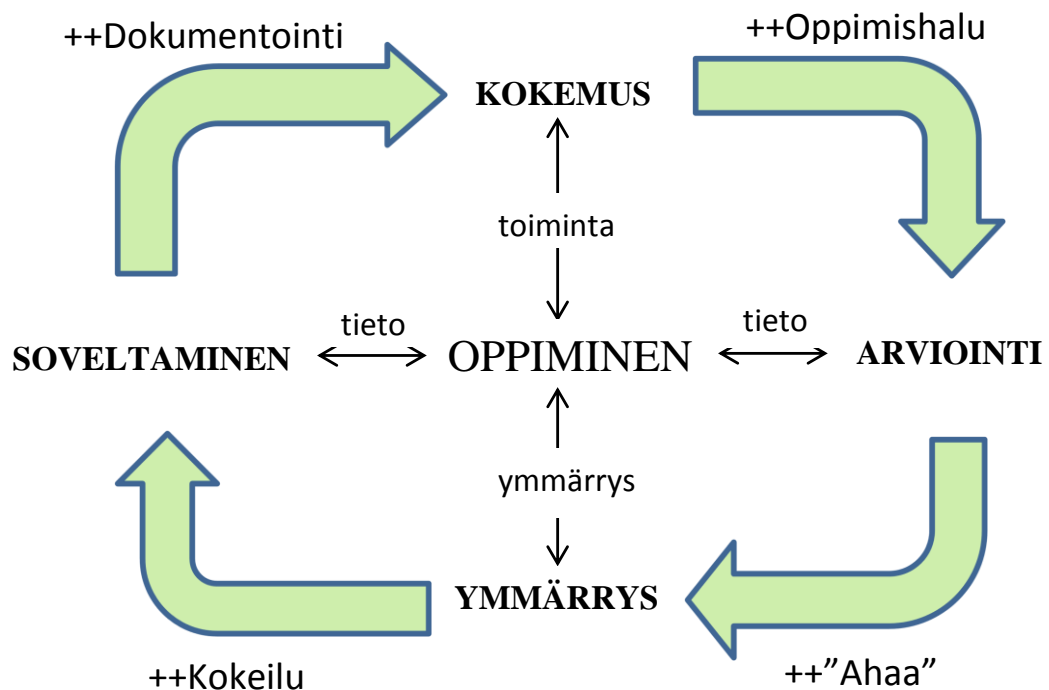 ++Dokumentointi
++Oppimishalu
KOKEMUS
toiminta
tieto
tieto
SOVELTAMINEN
OPPIMINEN
ARVIOINTI
ymmärrys
YMMÄRRYS
++Kokeilu
++”Ahaa”